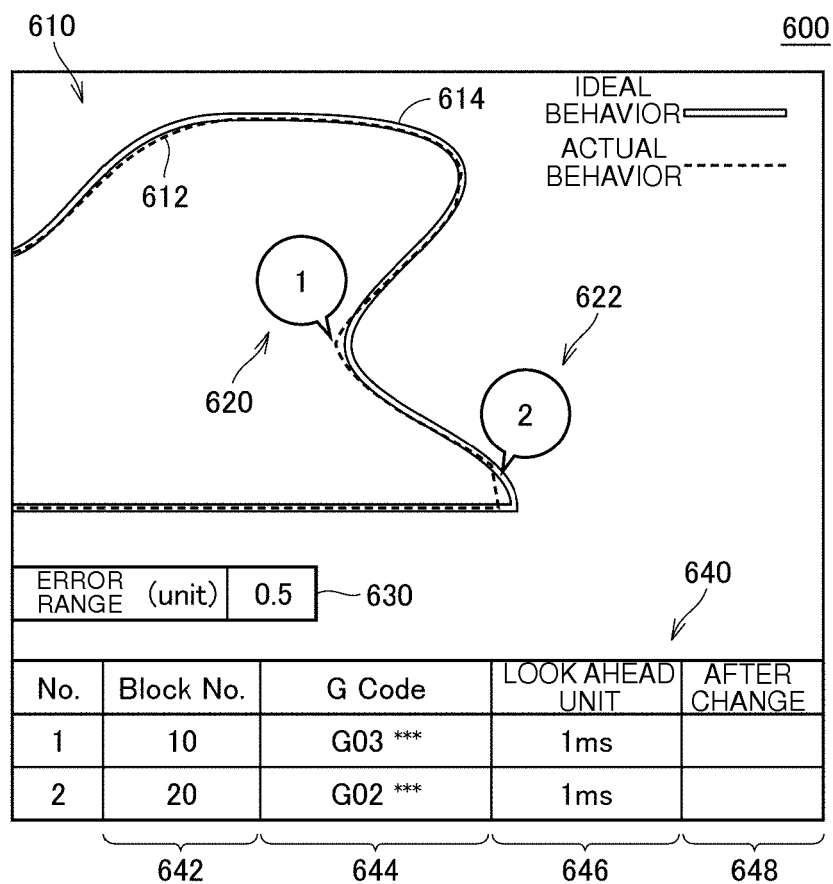 600
610
IDEAL
BEHAVIOR
614
ACTUAL
BEHAVIOR
612
1
622
620
2
640
ERROR
RANGE (unit) 0.5
630
No. Block No. G Code LOOK AHEAD UNIT AFTER CHANGE
1 10 G03 *** 1ms
2 20 G02 *** 1ms
642 644 646 648